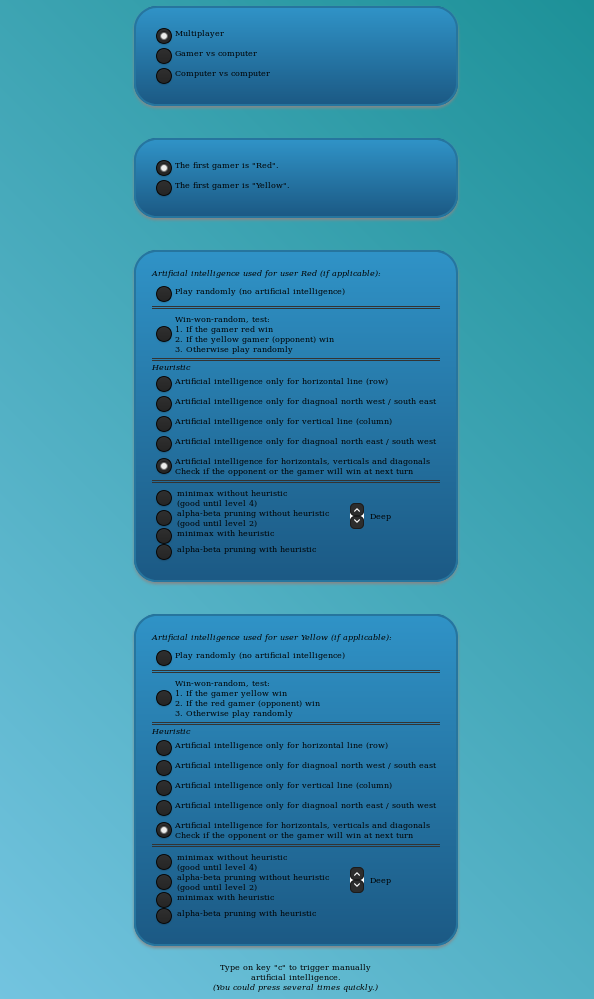 Multiplayer
Gamer vs computer
Computer vs computer
The first gamer is "Red".
The first gamer is "Yellow".
Artificial intelligence used for user Red (if applicable):
Play randomly (no artificial intelligence)
Win-won-random, test:
1. If the gamer red win
2. If the yellow gamer (opponent) win
3. Otherwise play randomly
Heuristic
Artificial intelligence only for horizontal line (row)
Artificial intelligence only for diagnoal north west / south east
Artificial intelligence only for vertical line (column)
Artificial intelligence only for diagnoal north east / south west
Artificial intelligence for horizontals, verticals and diagonals
Check if the opponent or the gamer will win at next turn
minimax without heuristic
(good until level 4)
alpha-beta pruning without heuristic
(good until level 2)
Deep
minimax with heuristic
alpha-beta pruning with heuristic
Artificial intelligence used for user Yellow (if applicable):
Play randomly (no artificial intelligence)
Win-won-random, test:
1. If the gamer yellow win
2. If the red gamer (opponent) win
3. Otherwise play randomly
Heuristic
Artificial intelligence only for horizontal line (row)
Artificial intelligence only for diagnoal north west / south east
Artificial intelligence only for vertical line (column)
Artificial intelligence only for diagnoal north east / south west
Artificial intelligence for horizontals, verticals and diagonals
Check if the opponent or the gamer will win at next turn
minimax without heuristic
(good until level 4)
alpha-beta pruning without heuristic
(good until level 2)
Deep
minimax with heuristic
alpha-beta pruning with heuristic
Type on key "c" to trigger manually
artificial intelligence.
(You could press several times quickly.)